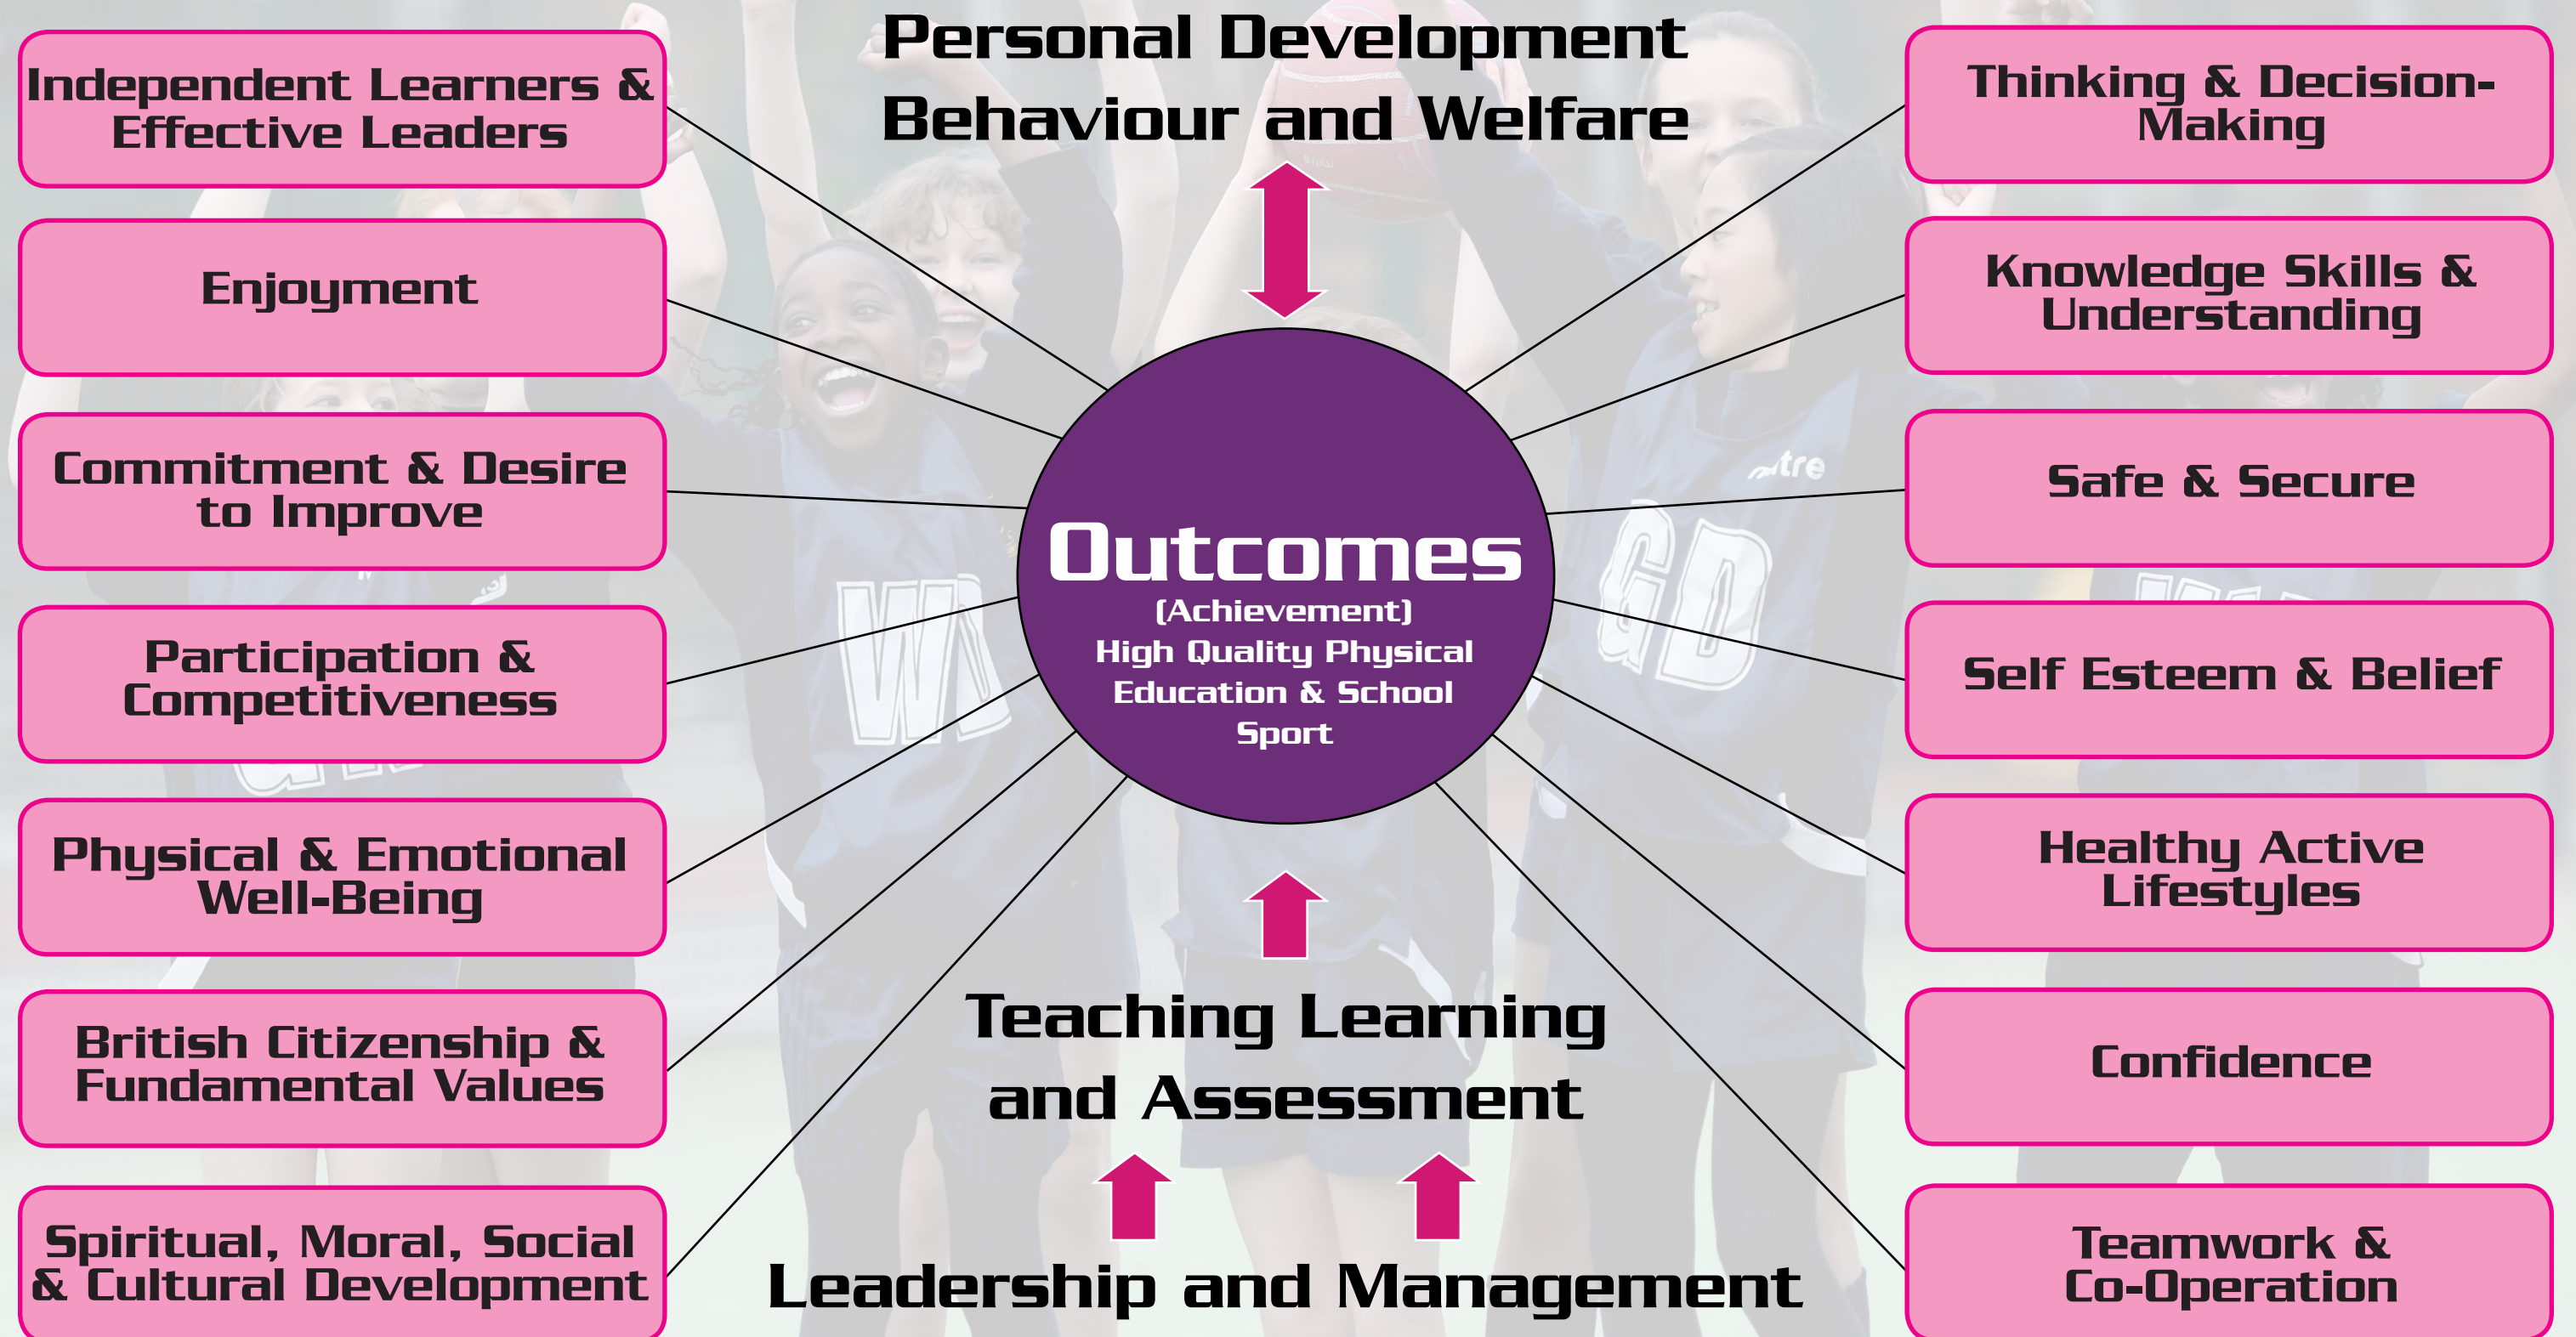 Personal Development
Behaviour and Welfare
Independent Learners &
Effective Leaders
Enjoyment
Commitment & Desire
to Improve
Participation &
Competitiveness
Physical & Emotional
Well-Being
British Citizenship &
Fundamental Values
Spiritual, Moral, Social
& Cultural Development
Outcomes
(Achievement)
High Quality Physical
Education & School
Sport
Teaching Learning
and Assessment
Leadership and Management
Thinking & Decision-
Making
Knowledge Skills &
Understanding
Safe & Secure
Self Esteem & Belief
Healthy Active
Lifestyles
Confidence
Teamwork &
Co-Operation
GD